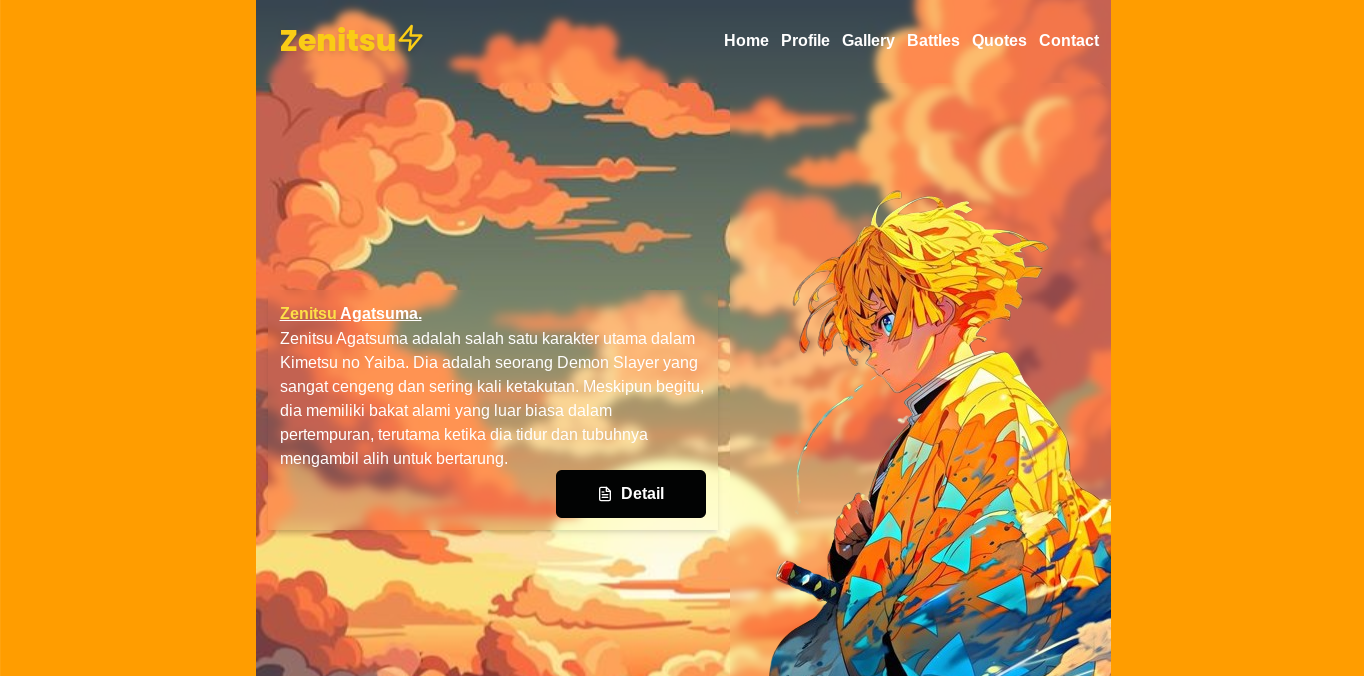 Zenitsu
Home Profile Gallery Battles Quotes Contact
Zenitsu Agatsuma.
Zenitsu Agatsuma adalah salah satu karakter utama dalam
Kimetsu no Yaiba. Dia adalah seorang Demon Slayer yang
sangat cengeng dan sering kali ketakutan. Meskipun begitu,
dia memiliki bakat alami yang luar biasa dalam
pertempuran, terutama ketika dia tidur dan tubuhnya
mengambil alih untuk bertarung.
Detail